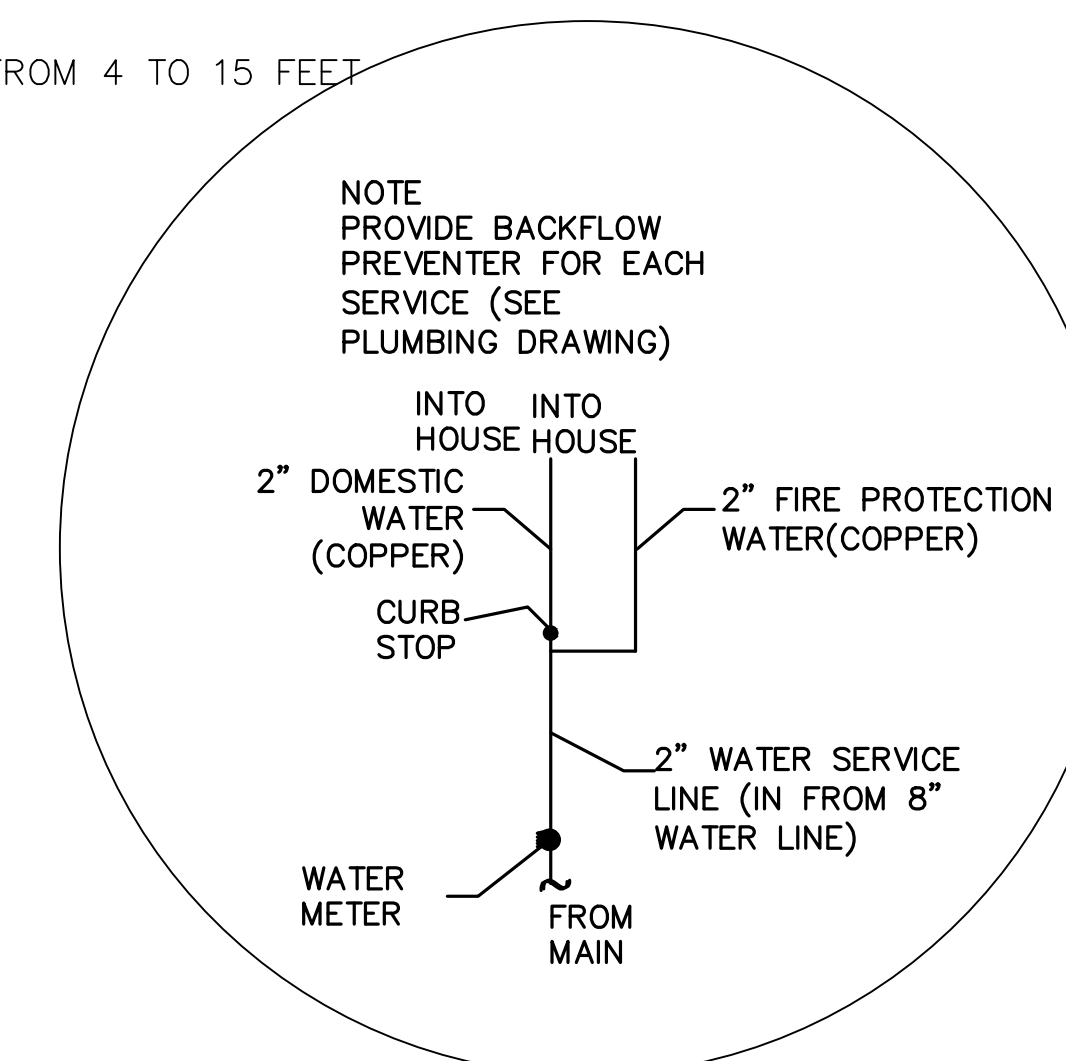 FROM 4 TO 15 FEET
NOTE
PROVIDE BACKFLOW
PREVENTER FOR EACH
SERVICE (SEE
PLUMBING DRAWING)
INTO
HOUSE
INTO
HOUSE
2” DOMESTIC
WATER
(COPPER)
2” FIRE PROTECTION
WATER(COPPER)
CURB
STOP
2” WATER SERVICE
LINE (IN FROM 8”
WATER LINE)
WATER
METER
FROM
MAIN